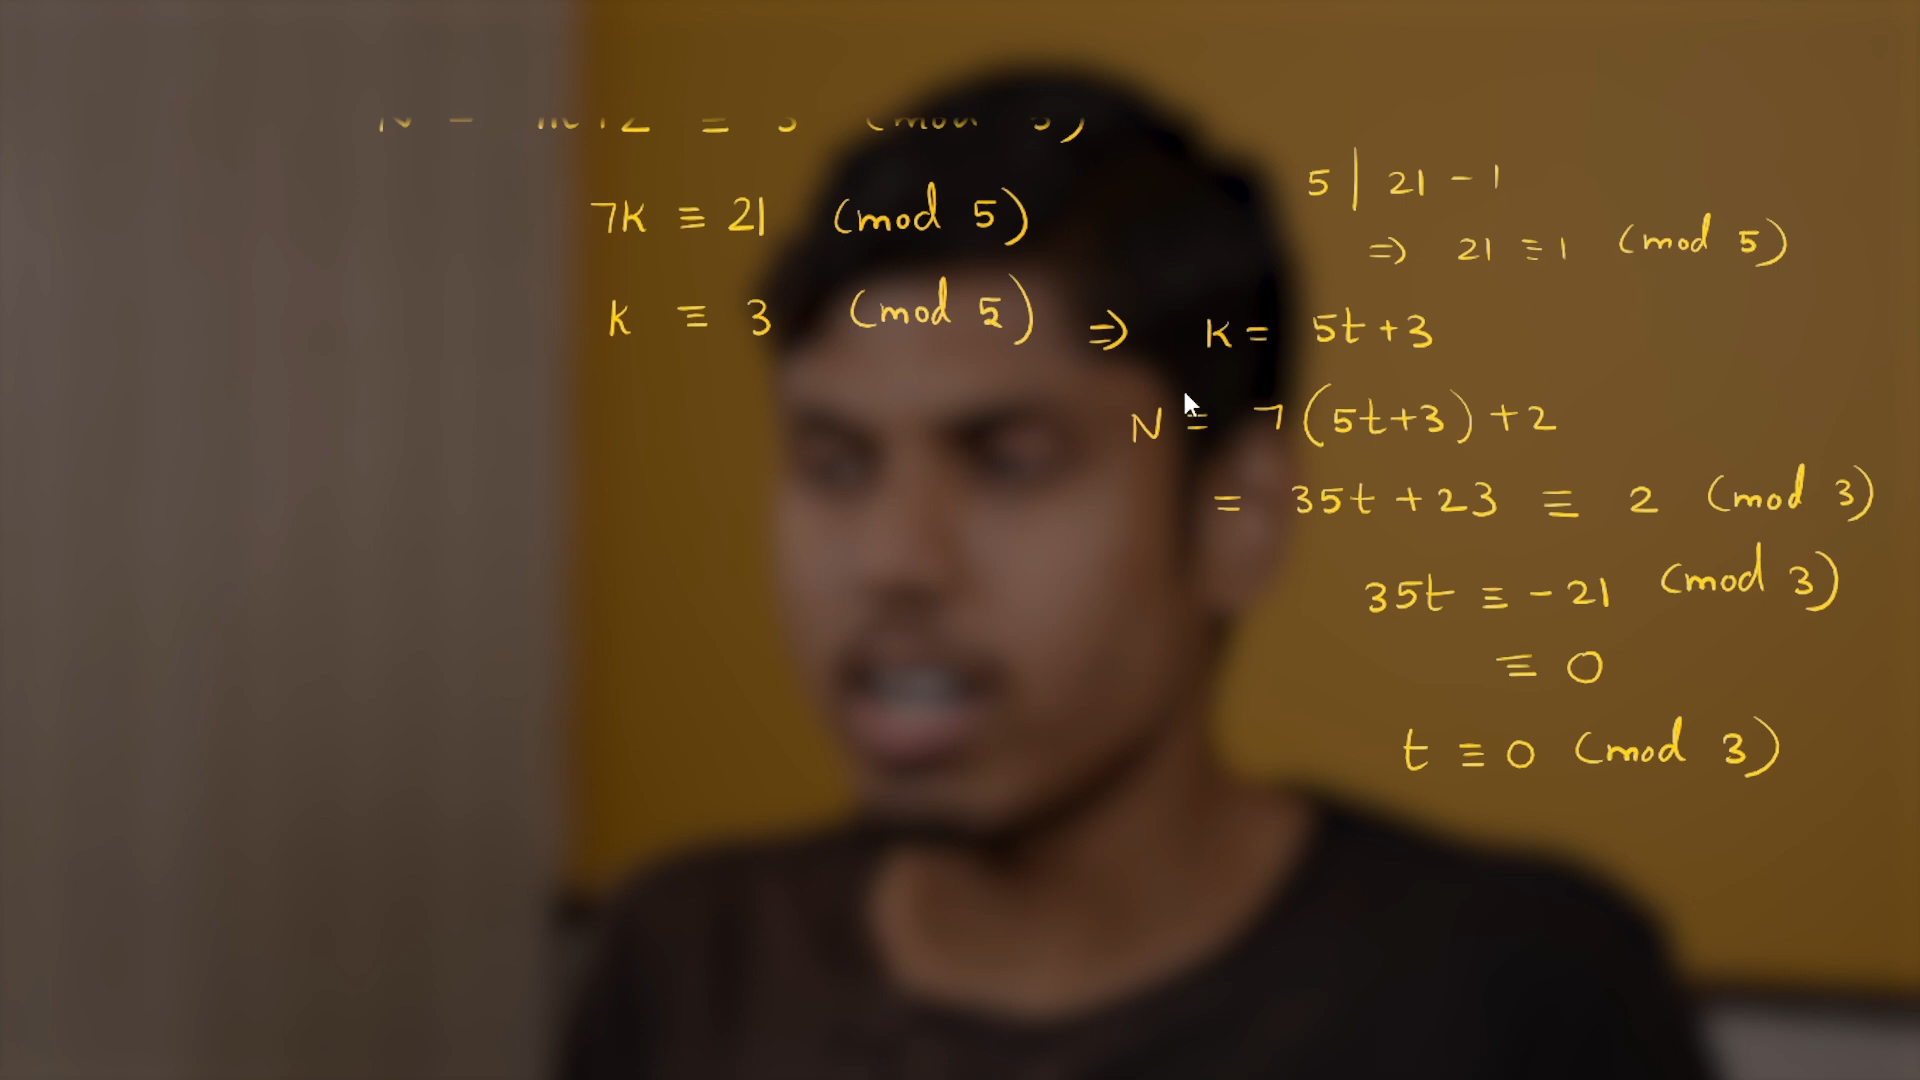 5 | 21 - 1
7k ≡ 21 (mod 5)
⇒ 21 ≡ 1 (mod 5)
k ≡ 3 (mod 5) ⇒ k = 5t + 3
N = 7(5t+3) + 2
= 35t + 23 ≡ 2 (mod 3)
35t ≡ -21 (mod 3)
≡ 0
t ≡ 0 (mod 3)